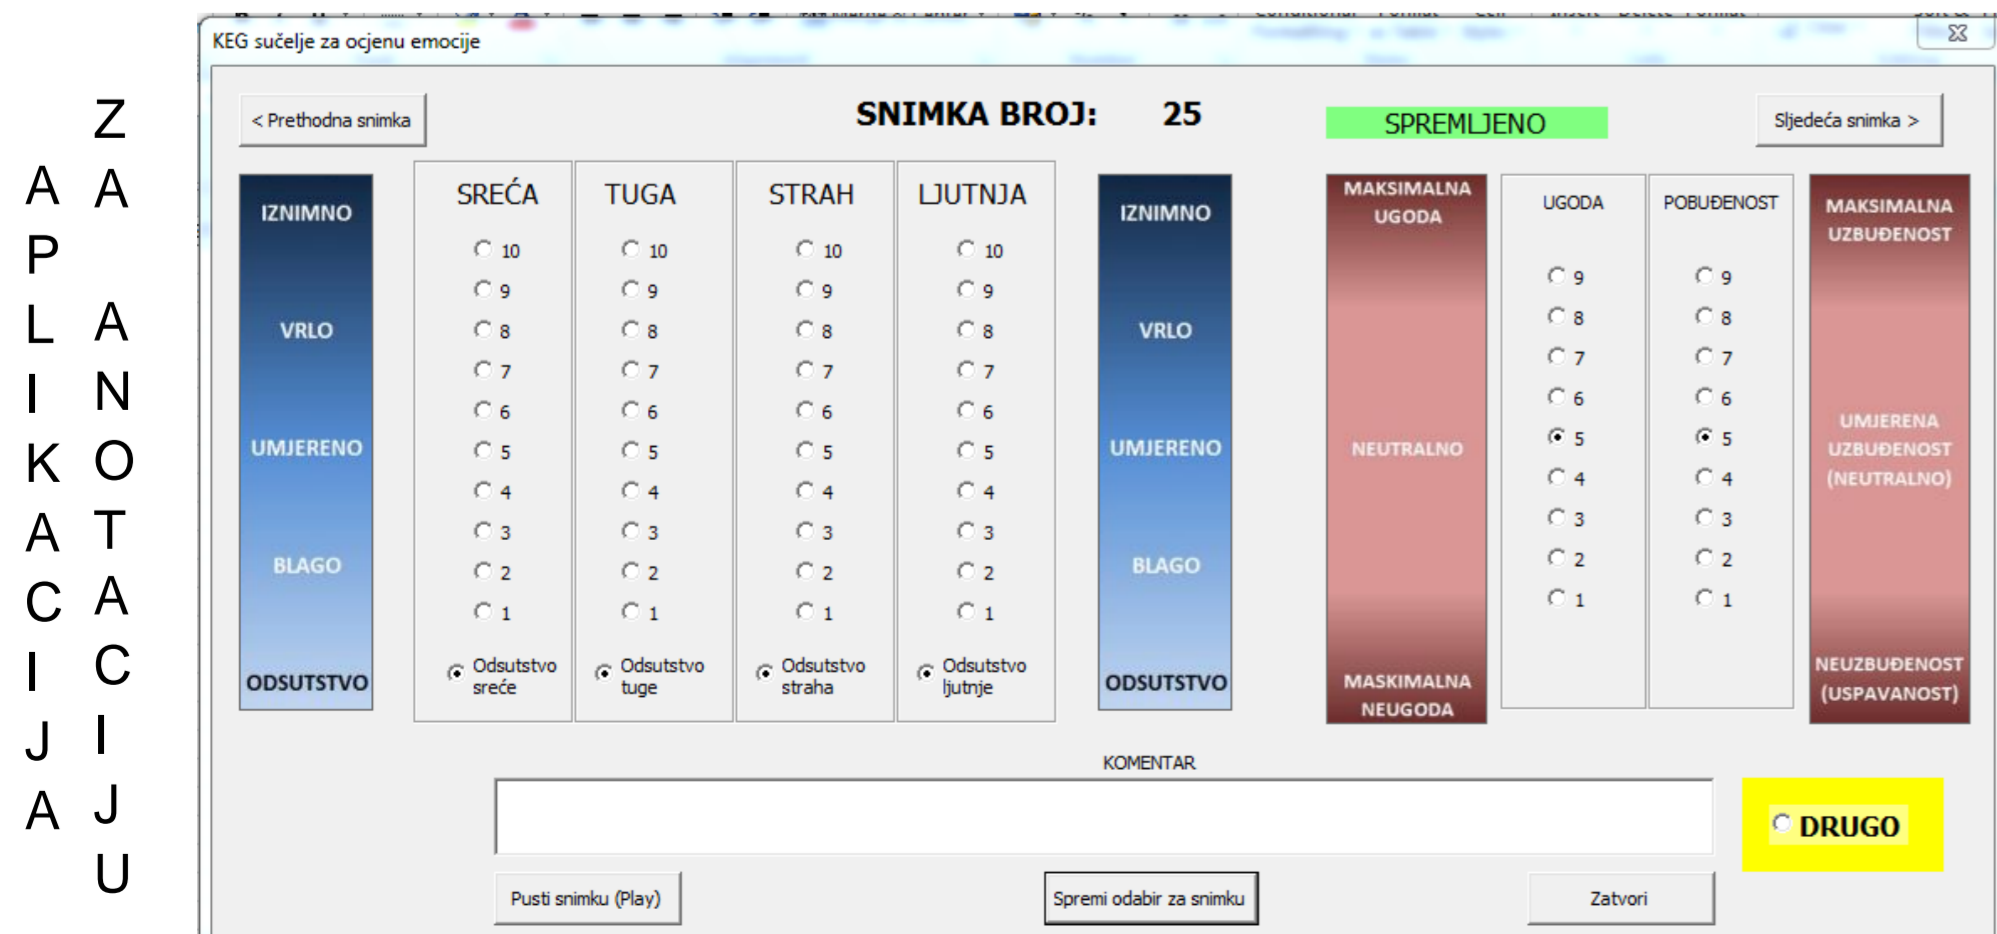 APLIKACIJA
ZA ANOTACIJU
KEG sučelje za ocjenu emocije
< Prethodna snimka
SNIMKA BROJ: 25
SPREMLJENO
Sljedeća snimka >
IZNIMNO
VRLO
UMJERENO
BLAGO
ODSUTSTVO
SREĆA
10
9
8
7
6
5
4
3
2
1
Odsutstvo
sreće
TUGA
10
9
8
7
6
5
4
3
2
1
Odsutstvo
tuge
STRAH
10
9
8
7
6
5
4
3
2
1
Odsutstvo
straha
LJUTNJA
10
9
8
7
6
5
4
3
2
1
Odsutstvo
ljutnje
IZNIMNO
VRLO
UMJERENO
BLAGO
ODSUTSTVO
MAKSIMALNA
UGODA
NEUTRALNO
MASKIMALNA
NEUGODA
UGODA
9
8
7
6
5
4
3
2
1
POBUĐENOST
9
8
7
6
5
4
3
2
1
MAKSIMALNA
UZBUĐENOST
UMJERENA
UZBUĐENOST
(NEUTRALNO)
NEUZBUĐENOST
(USPAVANOST)
KOMENTAR
DRUGO
Pusti snimku (Play)
Spremi odabir za snimku
Zatvori